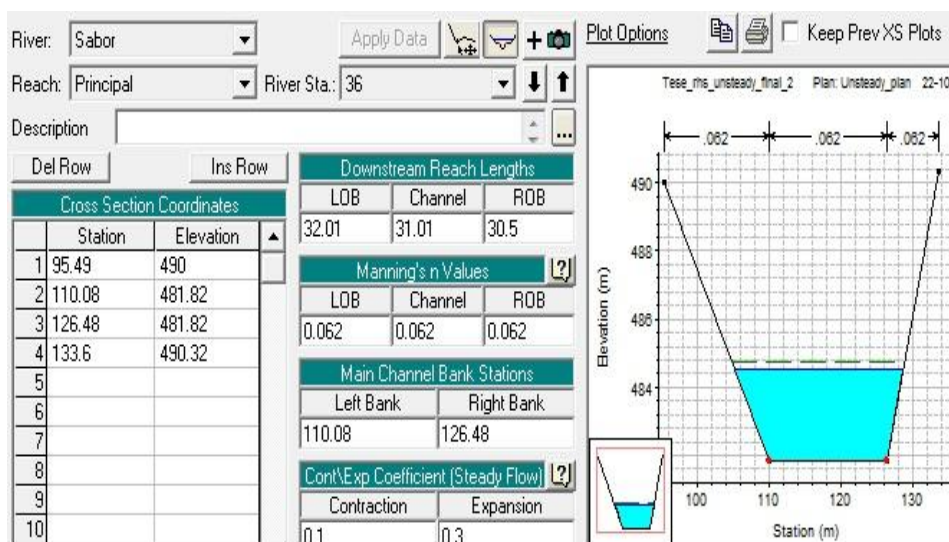 River: Sabor Apply Data + Plot Options Keep Prev XS Plots
Reach: Principal River Sta.: 36
Description ...
Del Row Ins Row
Cross Section Coordinates
Station Elevation
1 95.49 490
2 110.08 481.82
3 126.48 481.82
4 133.6 490.32
5
6
7
8
9
10
Downstream Reach Lengths
LOB Channel ROB
32.01 31.01 30.5
Manning's n Values ?
LOB Channel ROB
0.062 0.062 0.062
Main Channel Bank Stations
Left Bank Right Bank
110.08 126.48
Cont\Exp Coefficient (Steady Flow) ?
Contraction Expansion
0.1 0.3
Tese_rhs_unsteady_final_2 Plan: Unsteady_plan 22-10
.062 .062 .062
490
488
486
484
Elevation (m)
100 110 120 130
Station (m)